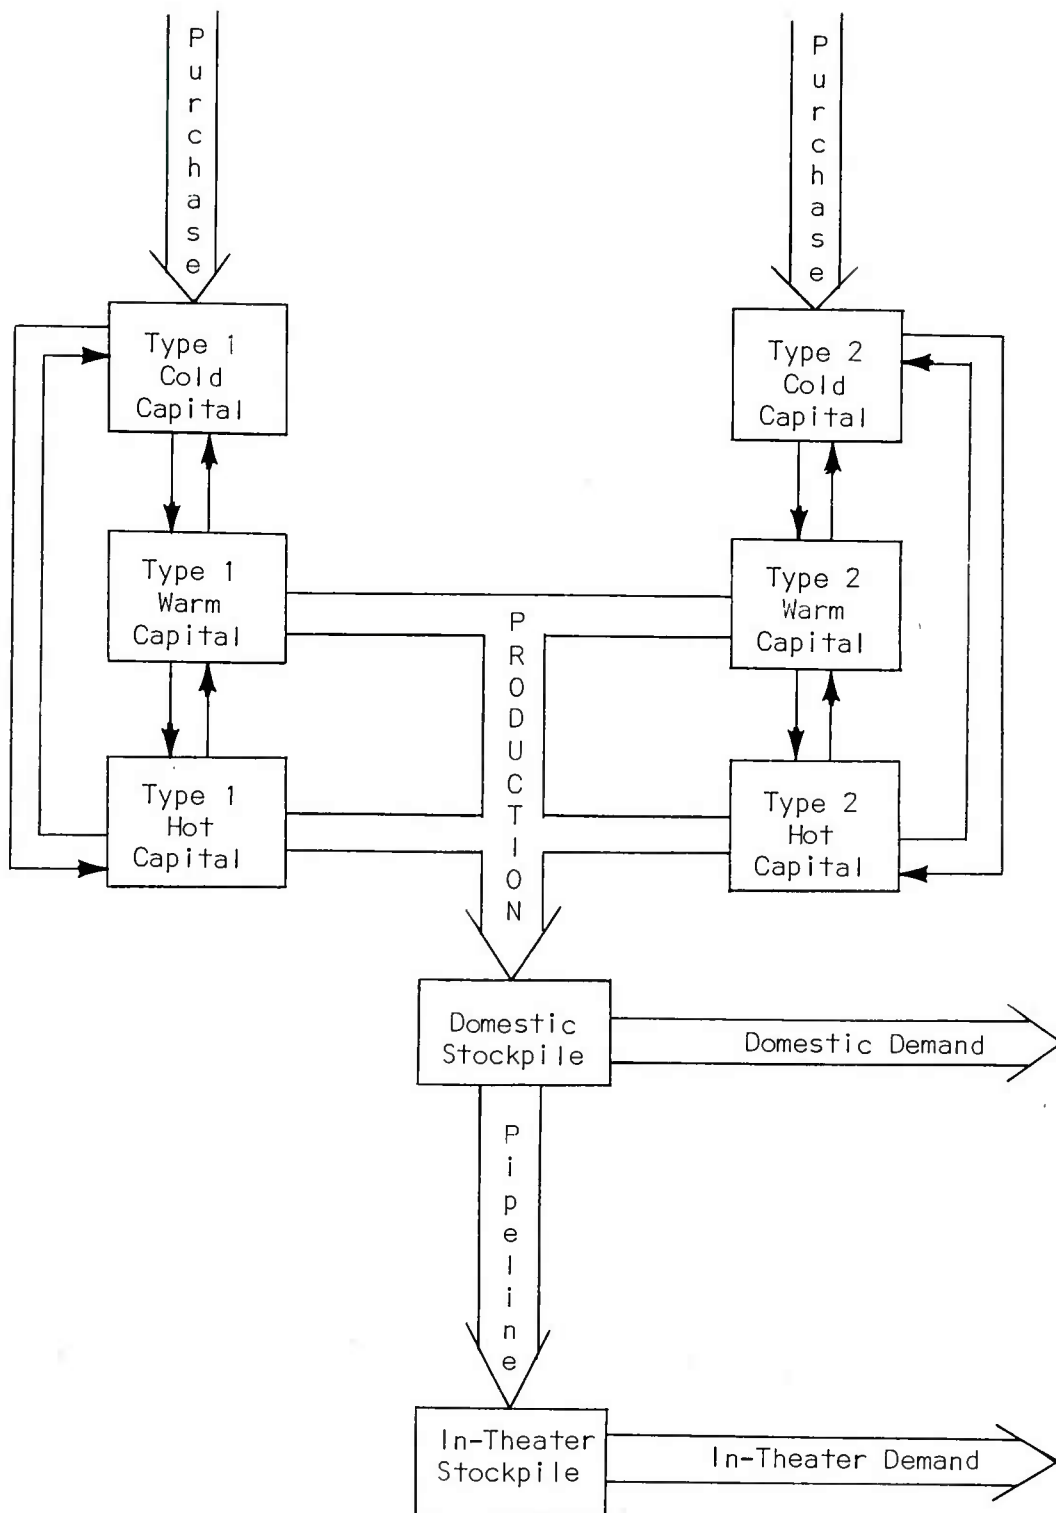 Purchase
Purchase
Type 1
Cold
Capital
Type 2
Cold
Capital
Type 1
Warm
Capital
Type 2
Warm
Capital
PRODUCTION
Type 1
Hot
Capital
Type 2
Hot
Capital
Domestic
Stockpile
Domestic Demand
Pipeline
In-Theater
Stockpile
In-Theater Demand